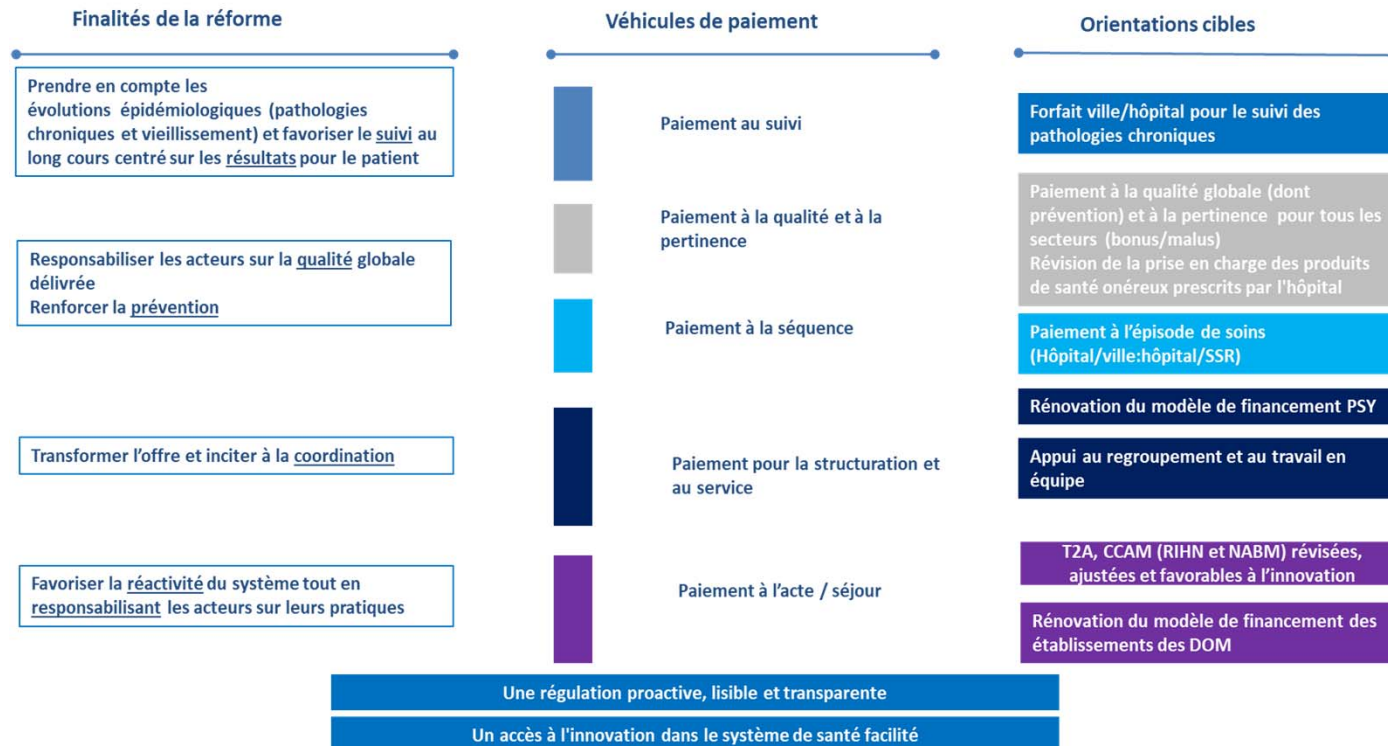 Finalités de la réforme
Véhicules de paiement
Orientations cibles
Prendre en compte les
évolutions épidémiologiques (pathologies
chroniques et vieillissement) et favoriser le suivi au
long cours centré sur les résultats pour le patient
Paiement au suivi
Forfait ville/hôpital pour le suivi des
pathologies chroniques
Responsabiliser les acteurs sur la qualité globale
délivrée
Renforcer la prévention
Paiement à la qualité et à la
pertinence
Paiement à la qualité globale (dont
prévention) et à la pertinence pour tous les
secteurs (bonus/malus)
Révision de la prise en charge des produits
de santé onéreux prescrits par l'hôpital
Paiement à la séquence
Paiement à l'épisode de soins
(Hôpital/ville:hôpital/SSR)
Transformer l'offre et inciter à la coordination
Paiement pour la structuration et
au service
Rénovation du modèle de financement PSY
Appui au regroupement et au travail en
équipe
Favoriser la réactivité du système tout en
responsabilisant les acteurs sur leurs pratiques
Paiement à l'acte / séjour
T2A, CCAM (RIHN et NABM) révisées,
ajustées et favorables à l'innovation
Rénovation du modèle de financement des
établissements des DOM
Une régulation proactive, lisible et transparente
Un accès à l'innovation dans le système de santé facilité